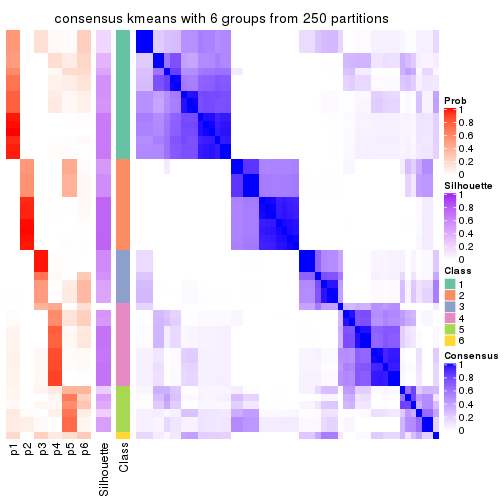 consensus kmeans with 6 groups from 250 partitions
Prob
1
0.8
0.6
0.4
0.2
0
Silhouette
1
0.8
0.6
0.4
0.2
0
Class
1
2
3
4
5
6
Consensus
1
0.8
0.6
0.4
0.2
0
p1
p2
p3
p4
p5
p6
Silhouette
Class